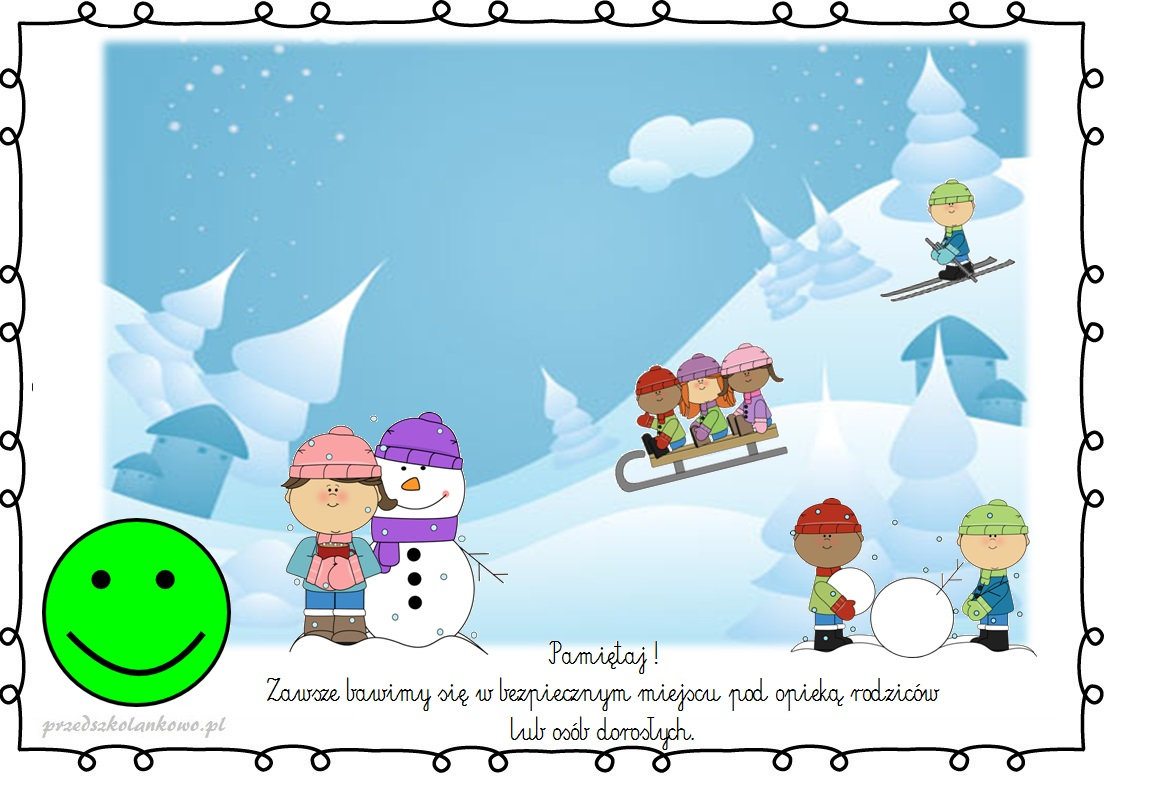 Pamiętaj !
Zawsze bawimy się w bezpiecznym miejscu pod opieką rodziców
lub osób dorosłych.
przedszkolankowo.pl